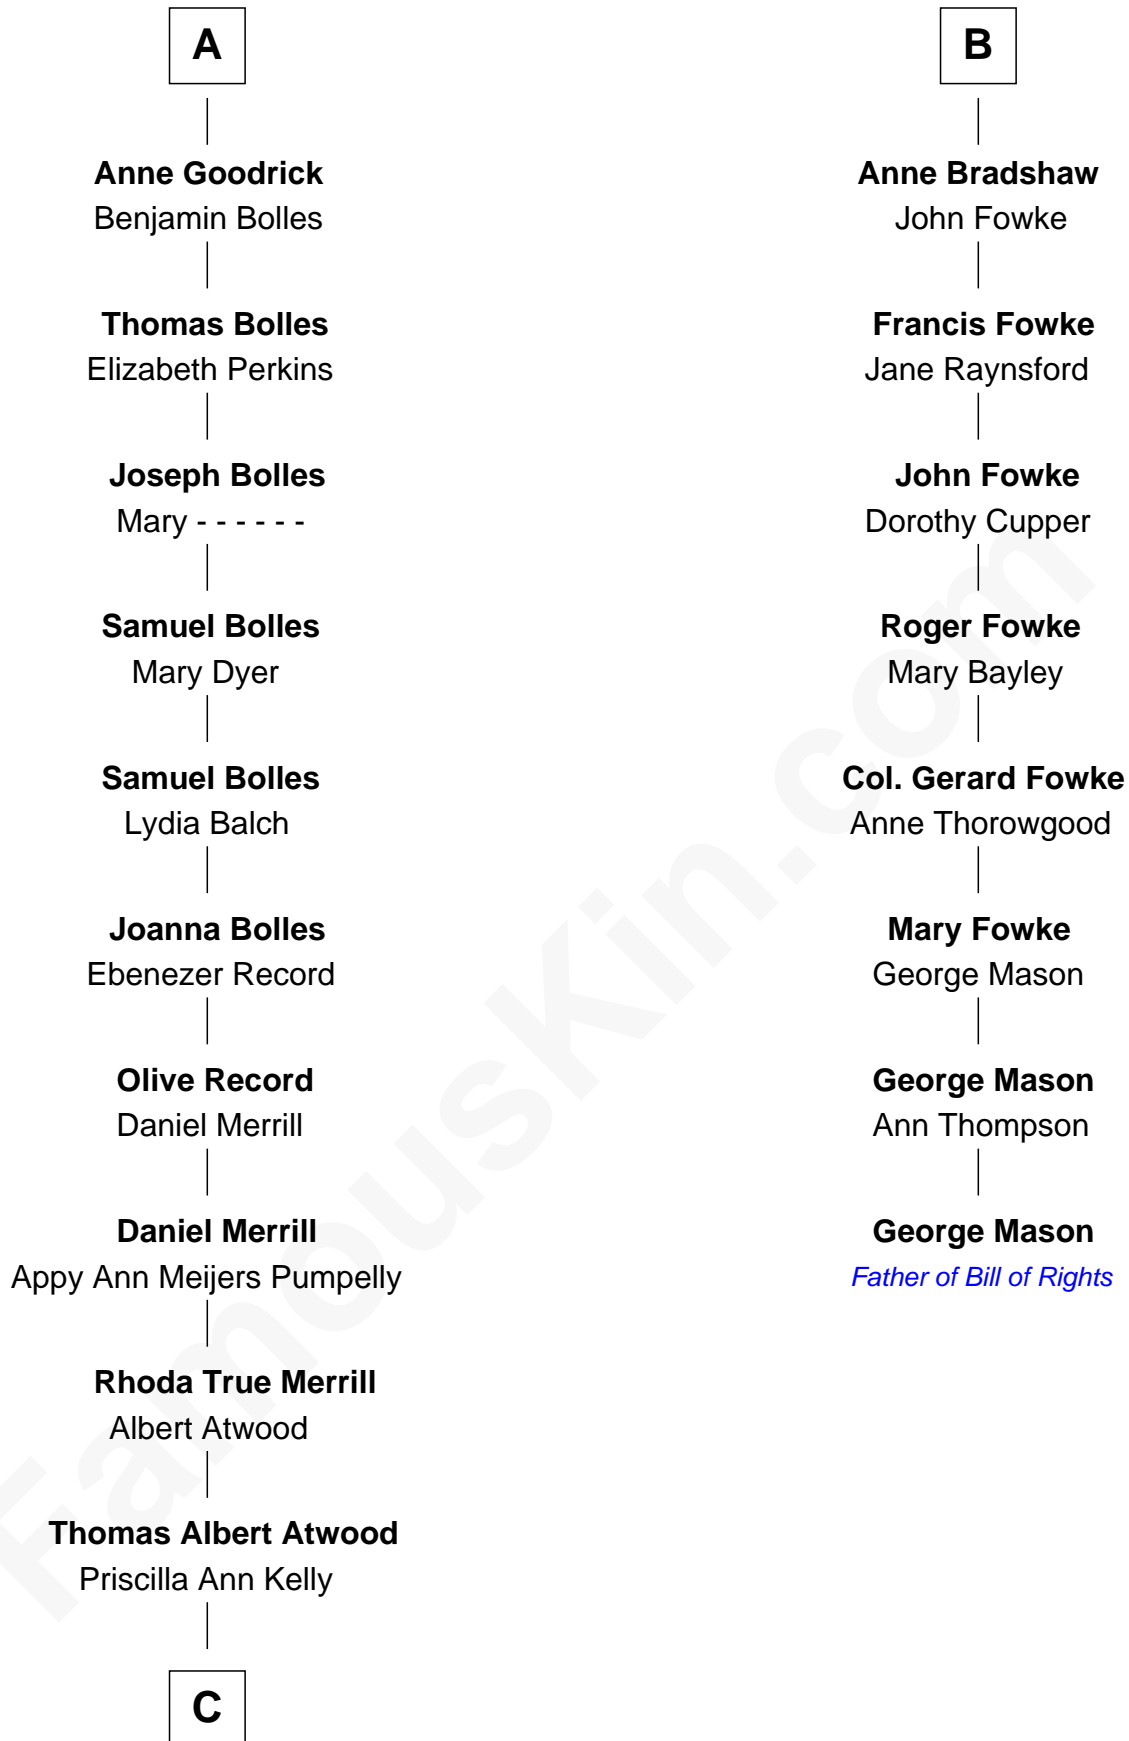 A
Anne Goodrick
Benjamin Bolles
Thomas Bolles
Elizabeth Perkins
Joseph Bolles
Mary - - - - - -
Samuel Bolles
Mary Dyer
Samuel Bolles
Lydia Balch
Joanna Bolles
Ebenezer Record
Olive Record
Daniel Merrill
Daniel Merrill
Appy Ann Meijers Pumpelly
Rhoda True Merrill
Albert Atwood
Thomas Albert Atwood
Priscilla Ann Kelly
C
B
Anne Bradshaw
John Fowke
Francis Fowke
Jane Raynsford
John Fowke
Dorothy Cupper
Roger Fowke
Mary Bayley
Col. Gerard Fowke
Anne Thorowgood
Mary Fowke
George Mason
George Mason
Ann Thompson
George Mason
Father of Bill of Rights
FamousKin.com